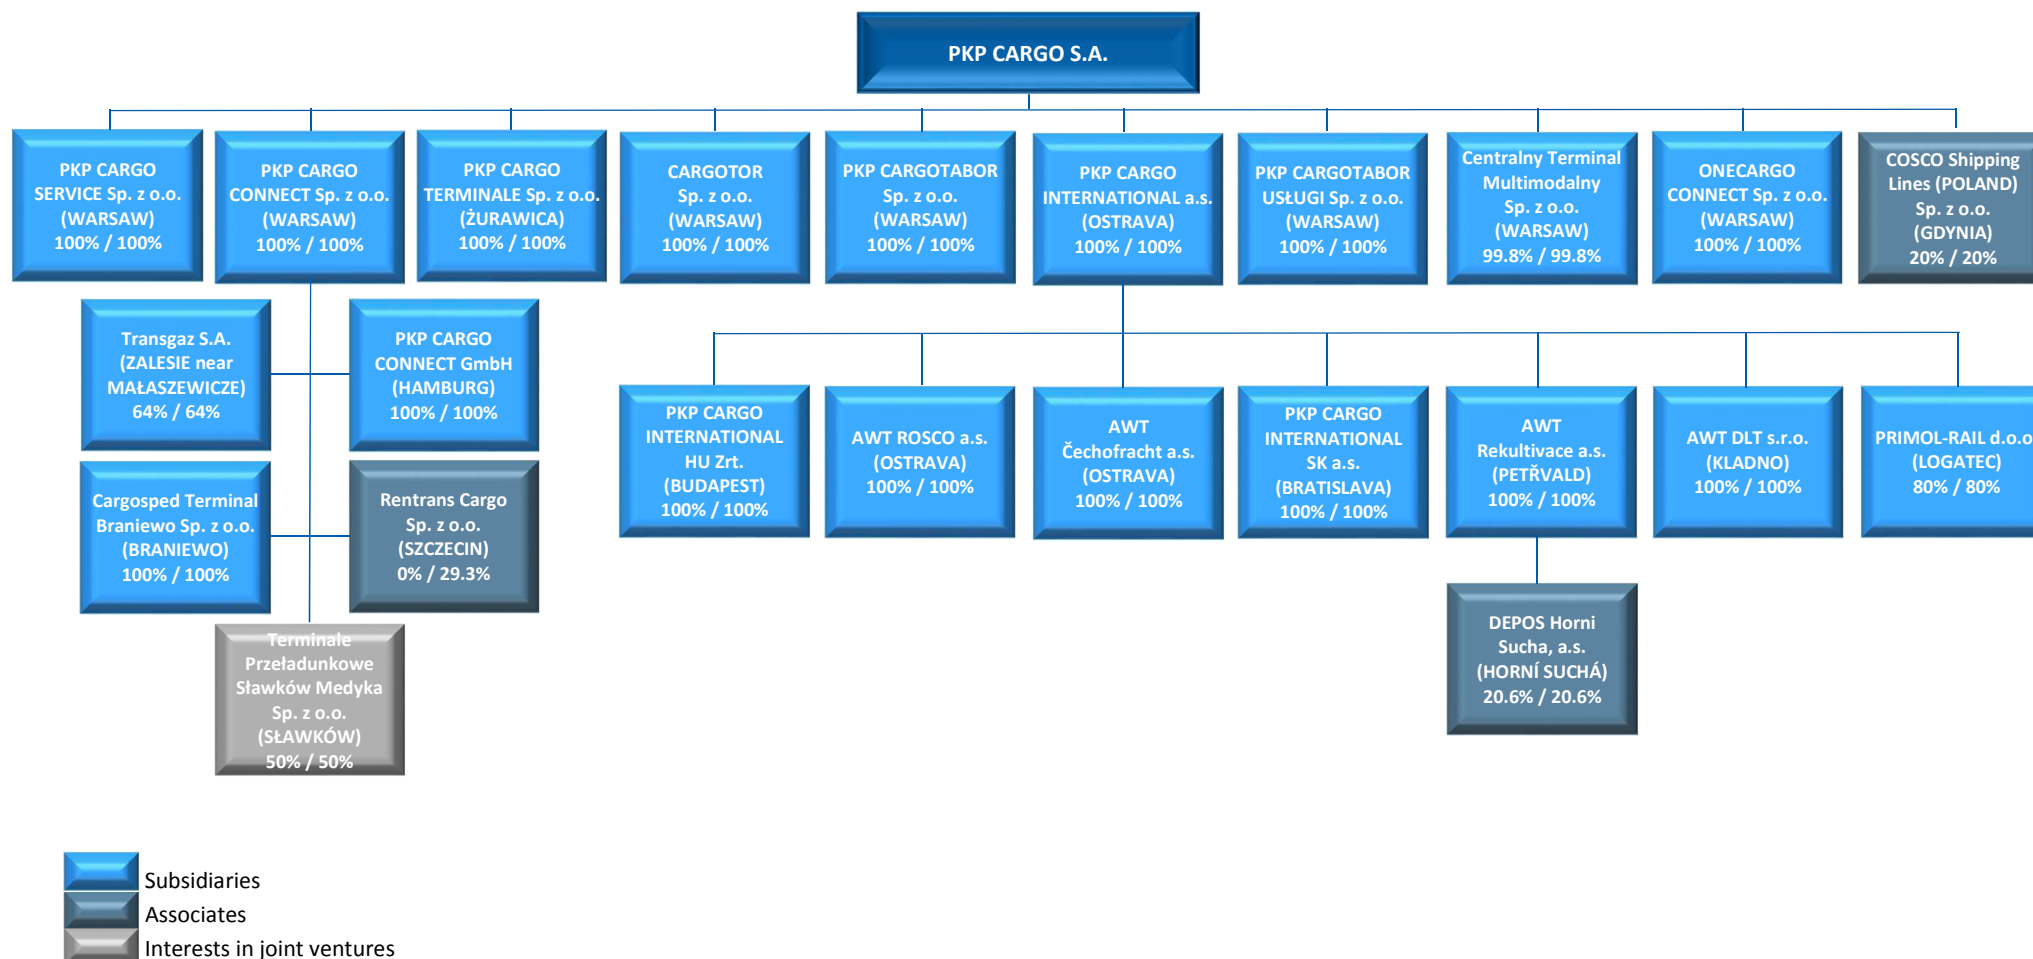 PKP CARGO S.A.
PKP CARGO
SERVICE Sp. z o.o.
(WARSAW)
100% / 100%
PKP CARGO
CONNECT Sp. z o.o.
(WARSAW)
100% / 100%
PKP CARGO
TERMINALE Sp. z o.o.
(ŻURAWICA)
100% / 100%
CARGOTOR
Sp. z o.o.
(WARSAW)
100% / 100%
PKP CARGOTABOR
Sp. z o.o.
(WARSAW)
100% / 100%
PKP CARGO
INTERNATIONAL a.s.
(OSTRAVA)
100% / 100%
PKP CARGOTABOR
USŁUGI Sp. z o.o.
(WARSAW)
100% / 100%
Centralny Terminal
Multimodalny
Sp. z o.o.
(WARSAW)
99.8% / 99.8%
ONECARGO
CONNECT Sp. z o.o.
(WARSAW)
100% / 100%
COSCO Shipping
Lines (POLAND)
Sp. z o.o.
(GDYNIA)
20% / 20%
Transgaz S.A.
(ZALESIE near
MAŁASZEWICZE)
64% / 64%
PKP CARGO
CONNECT GmbH
(HAMBURG)
100% / 100%
Cargosped Terminal
Braniewo Sp. z o.o.
(BRANIEWO)
100% / 100%
Rentrans Cargo
Sp. z o.o.
(SZCZECIN)
0% / 29.3%
Terminale
Przeładunkowe
Sławków Medyka
Sp. z o.o.
(SŁAWKÓW)
50% / 50%
PKP CARGO
INTERNATIONAL
HU Zrt.
(BUDAPEST)
100% / 100%
AWT ROSCO a.s.
(OSTRAVA)
100% / 100%
AWT
Čechofracht a.s.
(OSTRAVA)
100% / 100%
PKP CARGO
INTERNATIONAL
SK a.s.
(BRATISLAVA)
100% / 100%
AWT
Rekultivace a.s.
(PETŘVALD)
100% / 100%
AWT DLT s.r.o.
(KLADNO)
100% / 100%
PRIMOL-RAIL d.o.o
(LOGATEC)
80% / 80%
DEPOS Horni
Sucha, a.s.
(HORNÍ SUCHÁ)
20.6% / 20.6%
Subsidiaries
Associates
Interests in joint ventures